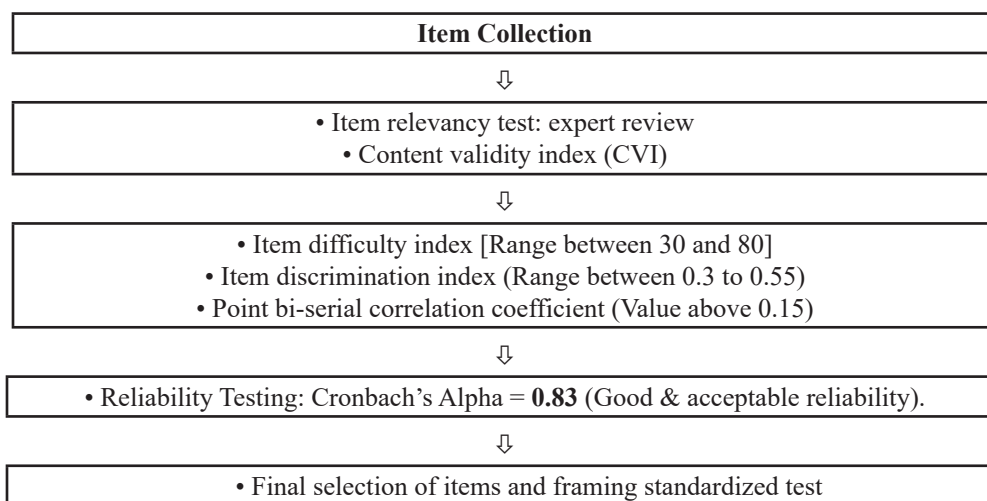 Item Collection
⇩
• Item relevancy test: expert review
• Content validity index (CVI)
⇩
• Item difficulty index [Range between 30 and 80]
• Item discrimination index (Range between 0.3 to 0.55)
• Point bi-serial correlation coefficient (Value above 0.15)
⇩
• Reliability Testing: Cronbach’s Alpha = 0.83 (Good & acceptable reliability).
⇩
• Final selection of items and framing standardized test